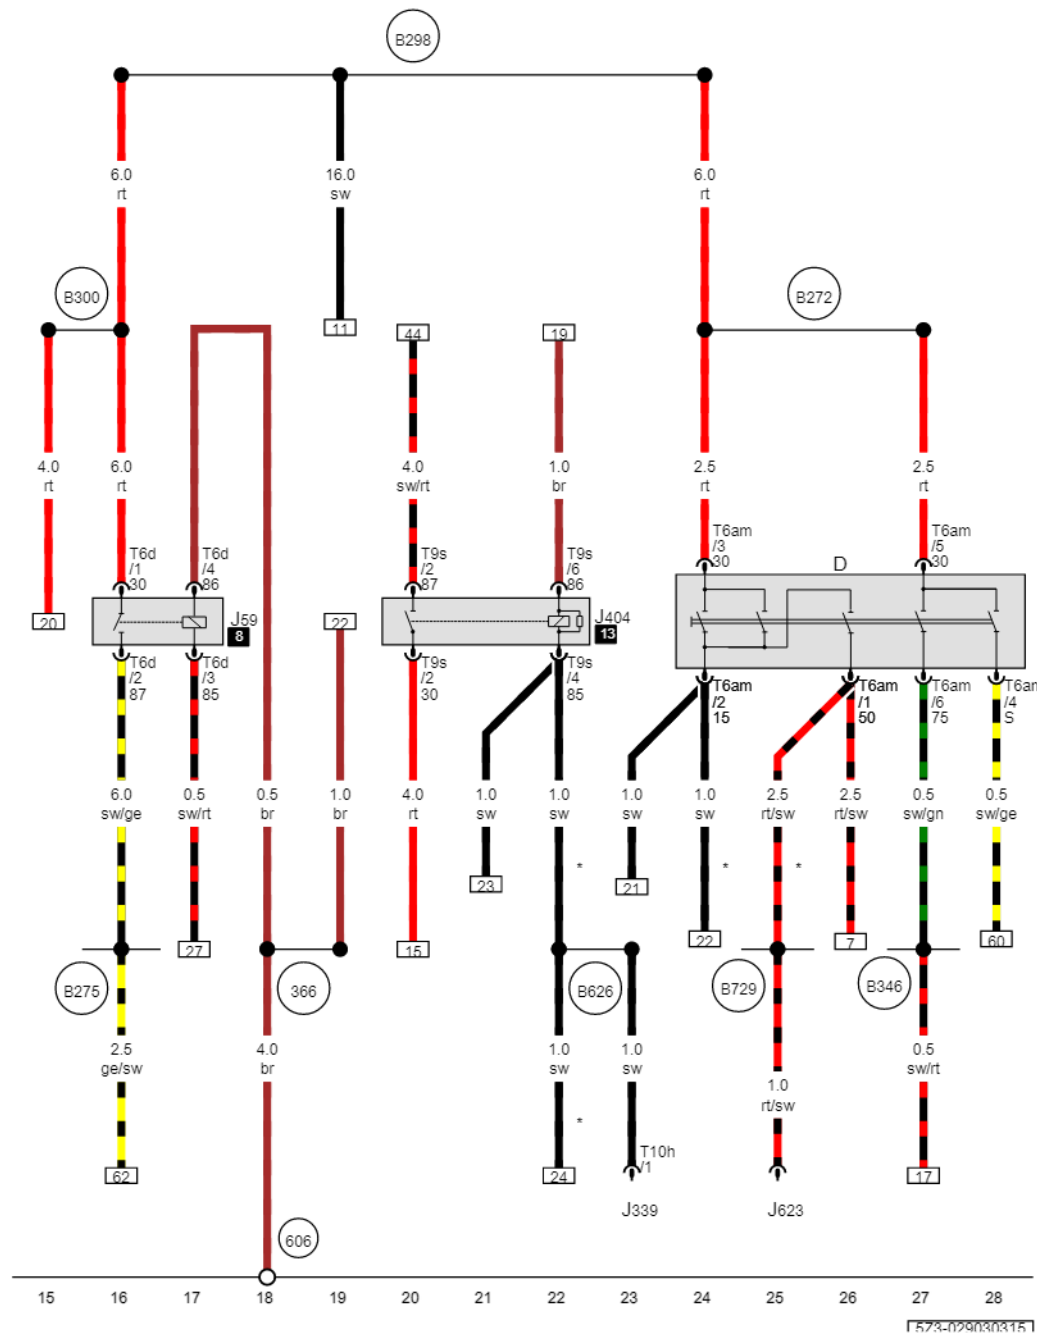 B298
6.0
rt
16.0
sw
6.0
rt
B300
B272
11
44
19
4.0
rt
6.0
rt
4.0
sw/rt
1.0
br
2.5
rt
2.5
rt
T6d
/1
30
T6d
/4
86
T9s
/2
87
T9s
/6
86
T6am
/3
30
T6am
/5
30
D
20
J59
8
22
J404
13
T6d
/2
87
T6d
/3
85
T9s
/2
30
T9s
/4
85
T6am
/2
15
T6am
/1
50
T6am
/6
75
T6am
/4
S
6.0
sw/ge
0.5
sw/rt
0.5
br
1.0
br
4.0
rt
1.0
sw
1.0
sw
1.0
sw
1.0
sw
2.5
rt/sw
2.5
rt/sw
0.5
sw/gn
0.5
sw/ge
*
*
*
23
21
27
15
22
7
60
B275
366
B626
B729
B346
2.5
ge/sw
4.0
br
1.0
sw
1.0
sw
1.0
rt/sw
0.5
sw/rt
*
T10h
/1
62
24
17
J339
J623
606
15 16 17 18 19 20 21 22 23 24 25 26 27 28
573-029030315